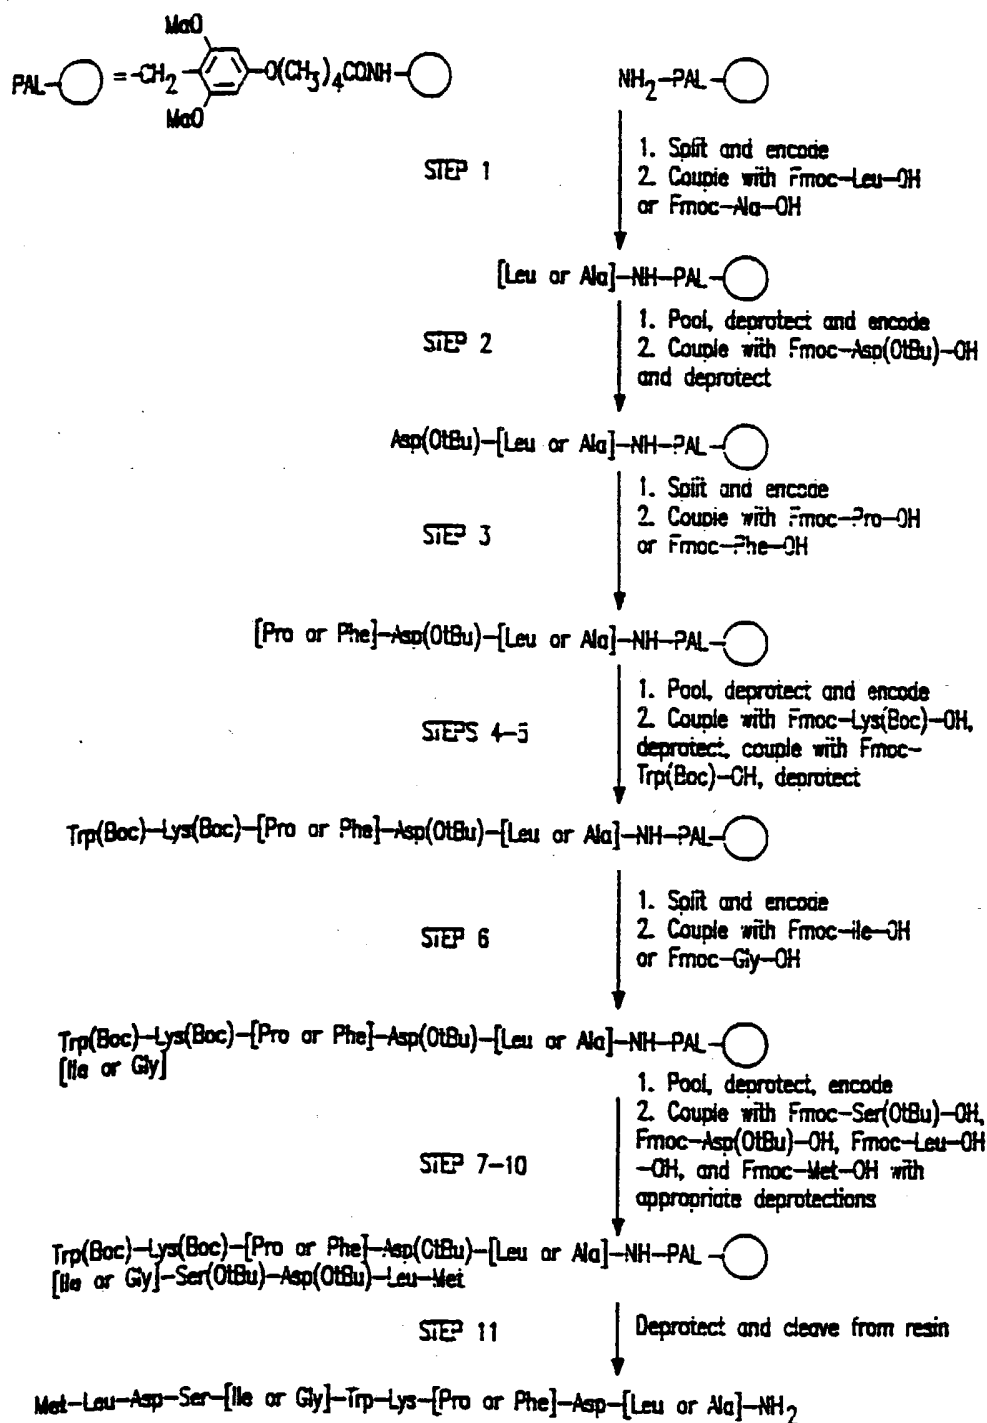 MaO
PAL- =-CH2- -O(CH3)4CONH-
MaO
NH2-PAL-
STEP 1
1. Split and encode
2. Couple with Fmoc-Leu-OH
or Fmoc-Ala-OH
[Leu or Ala]-NH-PAL-
STEP 2
1. Pool, deprotect and encode
2. Couple with Fmoc-Asp(OtBu)-OH
and deprotect
Asp(OtBu)-[Leu or Ala]-NH-PAL-
STEP 3
1. Split and encode
2. Couple with Fmoc-Pro-OH
or Fmoc-Phe-OH
[Pro or Phe]-Asp(OtBu)-[Leu or Ala]-NH-PAL-
STEPS 4-5
1. Pool, deprotect and encode
2. Couple with Fmoc-Lys(Boc)-OH,
deprotect, couple with Fmoc-
Trp(Boc)-OH, deprotect
Trp(Boc)-Lys(Boc)-[Pro or Phe]-Asp(OtBu)-[Leu or Ala]-NH-PAL-
STEP 6
1. Split and encode
2. Couple with Fmoc-Ile-OH
or Fmoc-Gly-OH
Trp(Boc)-Lys(Boc)-[Pro or Phe]-Asp(OtBu)-[Leu or Ala]-NH-PAL-
[Ile or Gly]
STEP 7-10
1. Pool, deprotect, encode
2. Couple with Fmoc-Ser(OtBu)-OH,
Fmoc-Asp(OtBu)-OH, Fmoc-Leu-OH
-OH, and Fmoc-Met-OH with
appropriate deprotections
Trp(Boc)-Lys(Boc)-[Pro or Phe]-Asp(OtBu)-[Leu or Ala]-NH-PAL-
[Ile or Gly]-Ser(OtBu)-Asp(OtBu)-Leu-Met
STEP 11
Deprotect and cleave from resin
Met-Leu-Asp-Ser-[Ile or Gly]-Trp-Lys-[Pro or Phe]-Asp-[Leu or Ala]-NH2